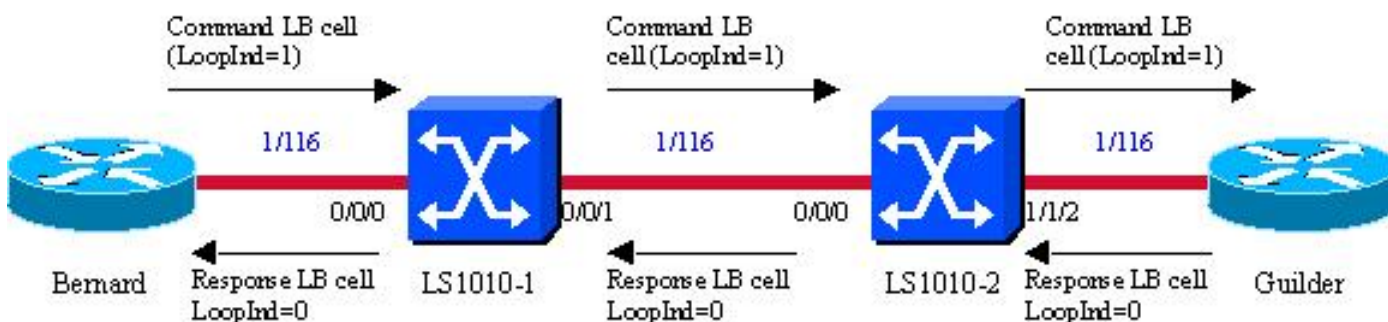 Command LB cell
(LoopInd=1)
Command LB
cell (LoopInd=1)
Command LB
cell (LoopInd=1)
1/116
1/116
1/116
0/0/0
0/0/1
0/0/0
1/1/2
Bernard
Response LB cell
LoopInd=0
LS1010-1
Response LB cell
LoopInd=0
LS1010-2
Response LB cell
LoopInd=0
Guilder